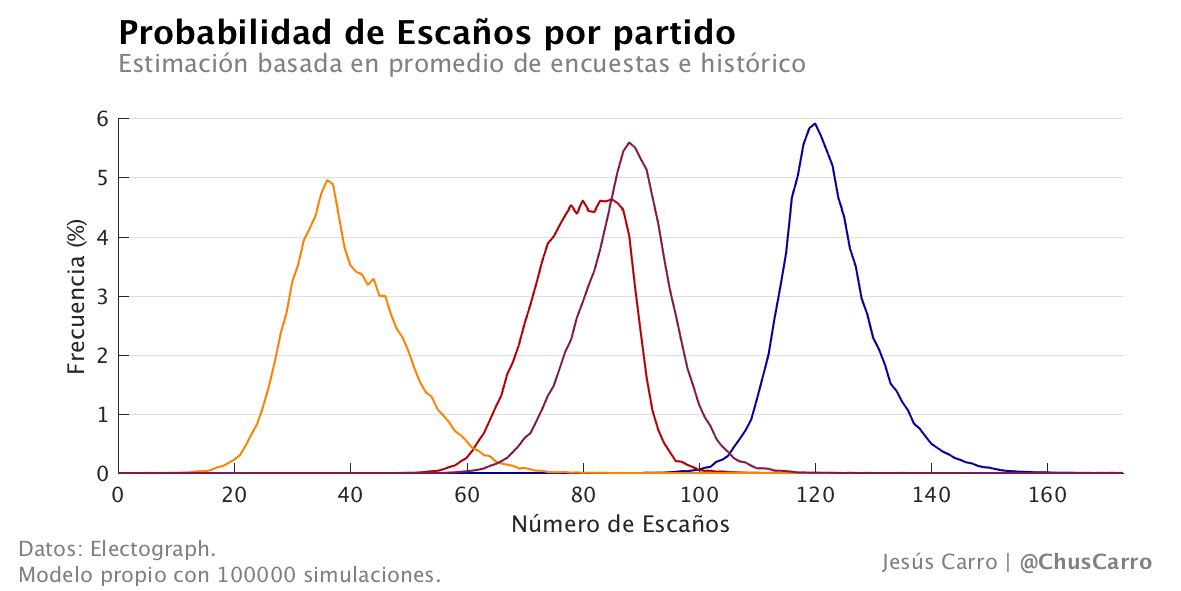 Probabilidad de Escaños por partido
Estimación basada en promedio de encuestas e histórico
6
5
4
3
2
1
0
Frecuencia (%)
0 20 40 60 80 100 120 140 160
Número de Escaños
Datos: Electograph.
Modelo propio con 100000 simulaciones.
Jesús Carro | @ChusCarro